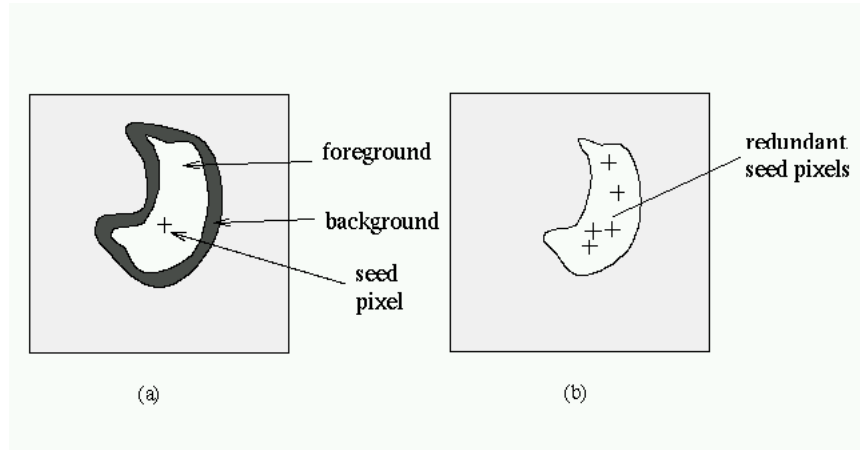 foreground
background
seed
pixel
(a)
redundant
seed pixels
(b)